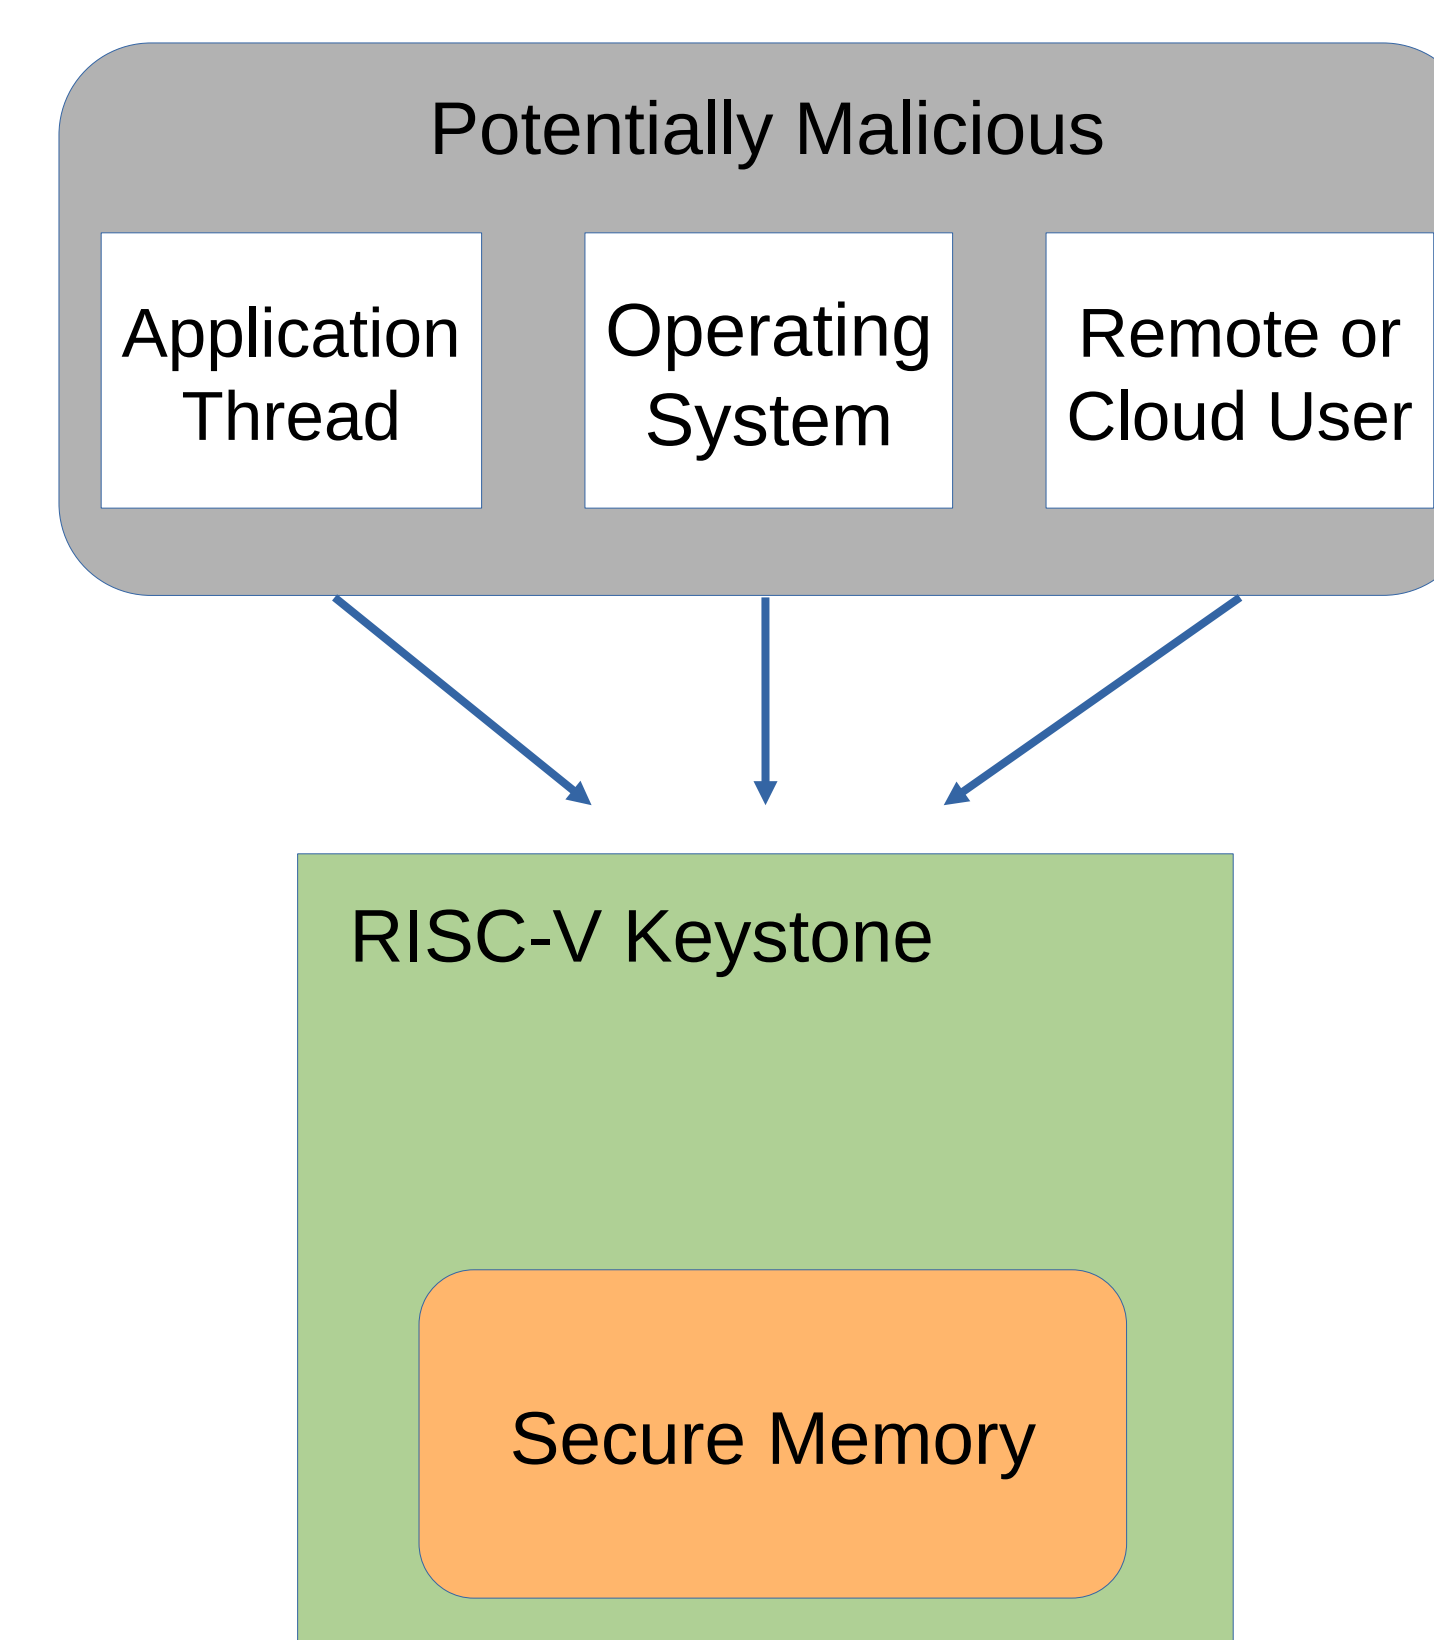 Potentially Malicious
Application
Thread
Operating
System
Remote or
Cloud User
RISC-V Keystone
Secure Memory